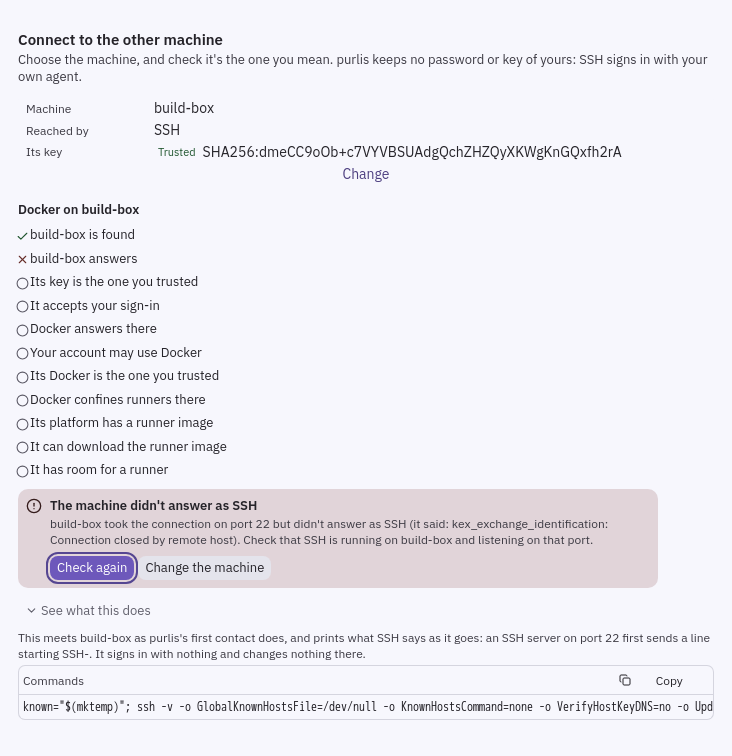 Connect to the other machine
Choose the machine, and check it's the one you mean. purlis keeps no password or key of yours: SSH signs in with your
own agent.
Machine build-box
Reached by SSH
Its key Trusted SHA256:dmeCC9oOb+c7VYVBSUAdgQchZHZQyXKWgKnGQxfh2rA
Change
Docker on build-box
build-box is found
build-box answers
Its key is the one you trusted
It accepts your sign-in
Docker answers there
Your account may use Docker
Its Docker is the one you trusted
Docker confines runners there
Its platform has a runner image
It can download the runner image
It has room for a runner
The machine didn't answer as SSH
build-box took the connection on port 22 but didn't answer as SSH (it said: kex_exchange_identification:
Connection closed by remote host). Check that SSH is running on build-box and listening on that port.
Check again Change the machine
See what this does
This meets build-box as purlis's first contact does, and prints what SSH says as it goes: an SSH server on port 22 first sends a line
starting SSH-. It signs in with nothing and changes nothing there.
Commands Copy
known="$(mktemp)"; ssh -v -o GlobalKnownHostsFile=/dev/null -o KnownHostsCommand=none -o VerifyHostKeyDNS=no -o Upd